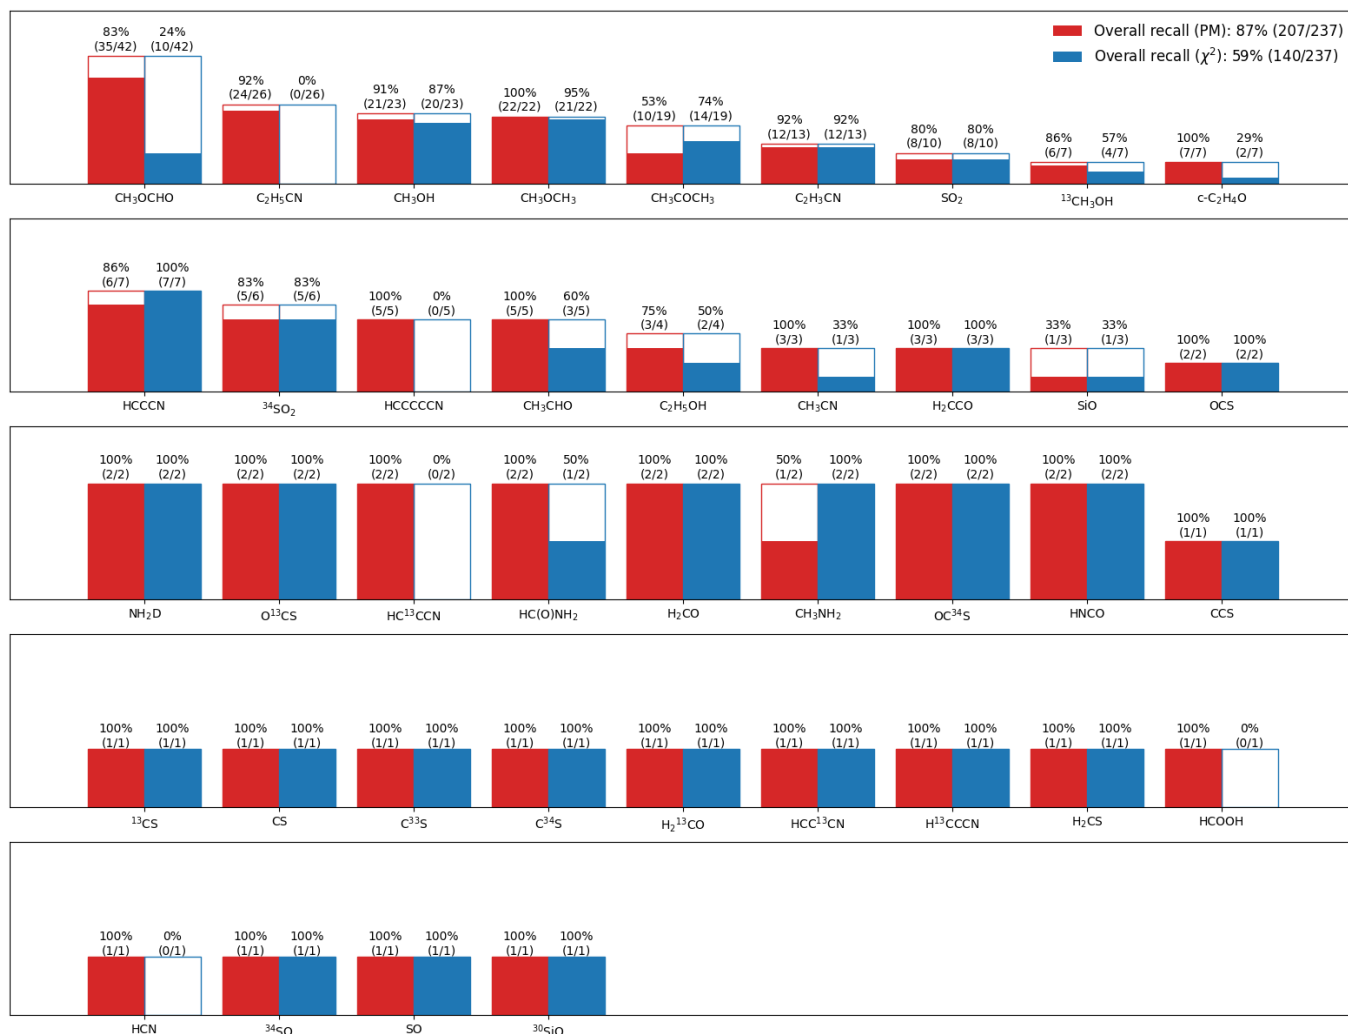 Overall recall (PM): 87% (207/237)
Overall recall (χ²): 59% (140/237)
83% 24% 92% 0% 91% 87% 100% 95% 53% 74% 92% 92% 80% 80% 86% 57% 100% 29%
(35/42) (10/42) (24/26) (0/26) (21/23) (20/23) (22/22) (21/22) (10/19) (14/19) (12/13) (12/13) (8/10) (8/10) (6/7) (4/7) (7/7) (2/7)
CH₃OCHO C₂H₅CN CH₃OH CH₃OCH₃ CH₃COCH₃ C₂H₃CN SO₂ ¹³CH₃OH c-C₂H₄O
86% 100% 83% 83% 100% 0% 100% 60% 75% 50% 100% 33% 100% 100% 33% 33% 100% 100%
(6/7) (7/7) (5/6) (5/6) (5/5) (0/5) (5/5) (3/5) (3/4) (2/4) (3/3) (1/3) (3/3) (3/3) (1/3) (1/3) (2/2) (2/2)
HCCCN ³⁴SO₂ HCCCCCN CH₃CHO C₂H₅OH CH₃CN H₂CCO SiO OCS
100% 100% 100% 100% 100% 0% 100% 50% 100% 100% 50% 100% 100% 100% 100% 100% 100% 100%
(2/2) (2/2) (2/2) (2/2) (2/2) (0/2) (2/2) (1/2) (2/2) (2/2) (1/2) (2/2) (2/2) (2/2) (2/2) (2/2) (1/1) (1/1)
NH₂D O¹³CS HC¹³CCN HC(O)NH₂ H₂CO CH₃NH₂ OC³⁴S HNCO CCS
100% 100% 100% 100% 100% 100% 100% 100% 100% 100% 100% 100% 100% 100% 100% 100% 100% 0%
(1/1) (1/1) (1/1) (1/1) (1/1) (1/1) (1/1) (1/1) (1/1) (1/1) (1/1) (1/1) (1/1) (1/1) (1/1) (1/1) (1/1) (0/1)
¹³CS CS C³³S C³⁴S H₂¹³CO HCC¹³CN H¹³CCCN H₂CS HCOOH
100% 0% 100% 100% 100% 100% 100% 100%
(1/1) (0/1) (1/1) (1/1) (1/1) (1/1) (1/1) (1/1)
HCN ³⁴SO SO ³⁰SiO